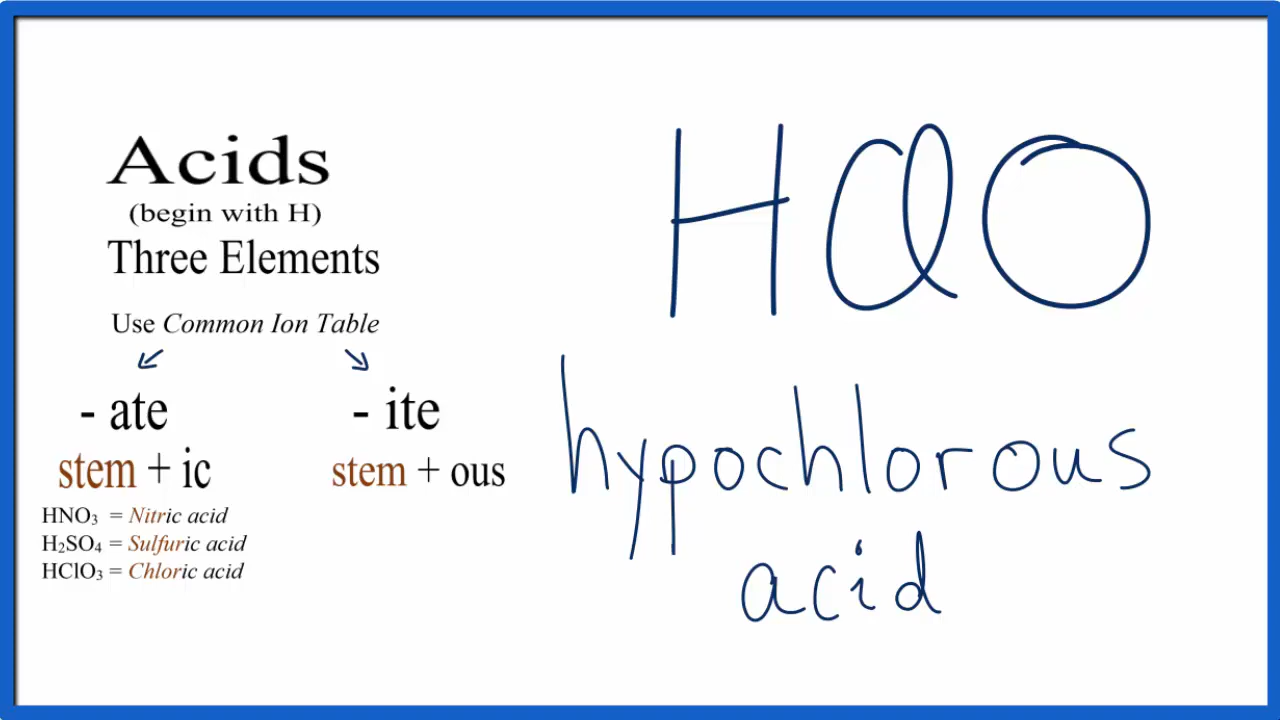 Acids
(begin with H)
Three Elements
Use Common Ion Table
- ate
- ite
stem + ic
stem + ous
HNO₃ = Nitric acid
H₂SO₄ = Sulfuric acid
HClO₃ = Chloric acid
HClO
hypochlorous
acid